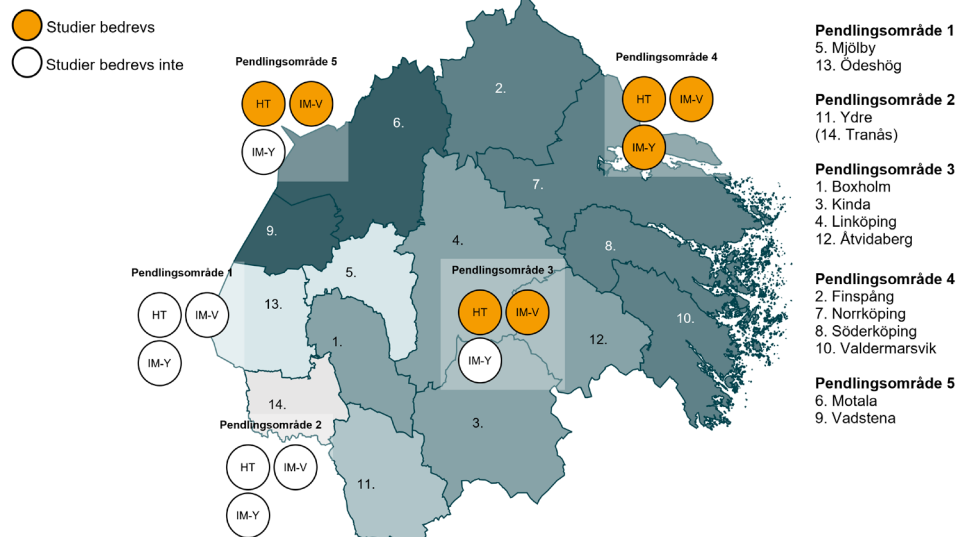 Studier bedrevs
Studier bedrevs inte
Pendlingsområde 5
HT
IM-V
IM-Y
Pendlingsområde 4
HT
IM-V
IM-Y
2.
6.
7.
9.
4.
8.
5.
Pendlingsområde 1
HT
IM-V
IM-Y
13.
Pendlingsområde 3
HT
IM-V
IM-Y
10.
1.
12.
14.
3.
Pendlingsområde 2
HT
IM-V
IM-Y
11.
Pendlingsområde 1
5. Mjölby
13. Ödeshög
Pendlingsområde 2
11. Ydre
(14. Tranås)
Pendlingsområde 3
1. Boxholm
3. Kinda
4. Linköping
12. Åtvidaberg
Pendlingsområde 4
2. Finspång
7. Norrköping
8. Söderköping
10. Valdermarsvik
Pendlingsområde 5
6. Motala
9. Vadstena